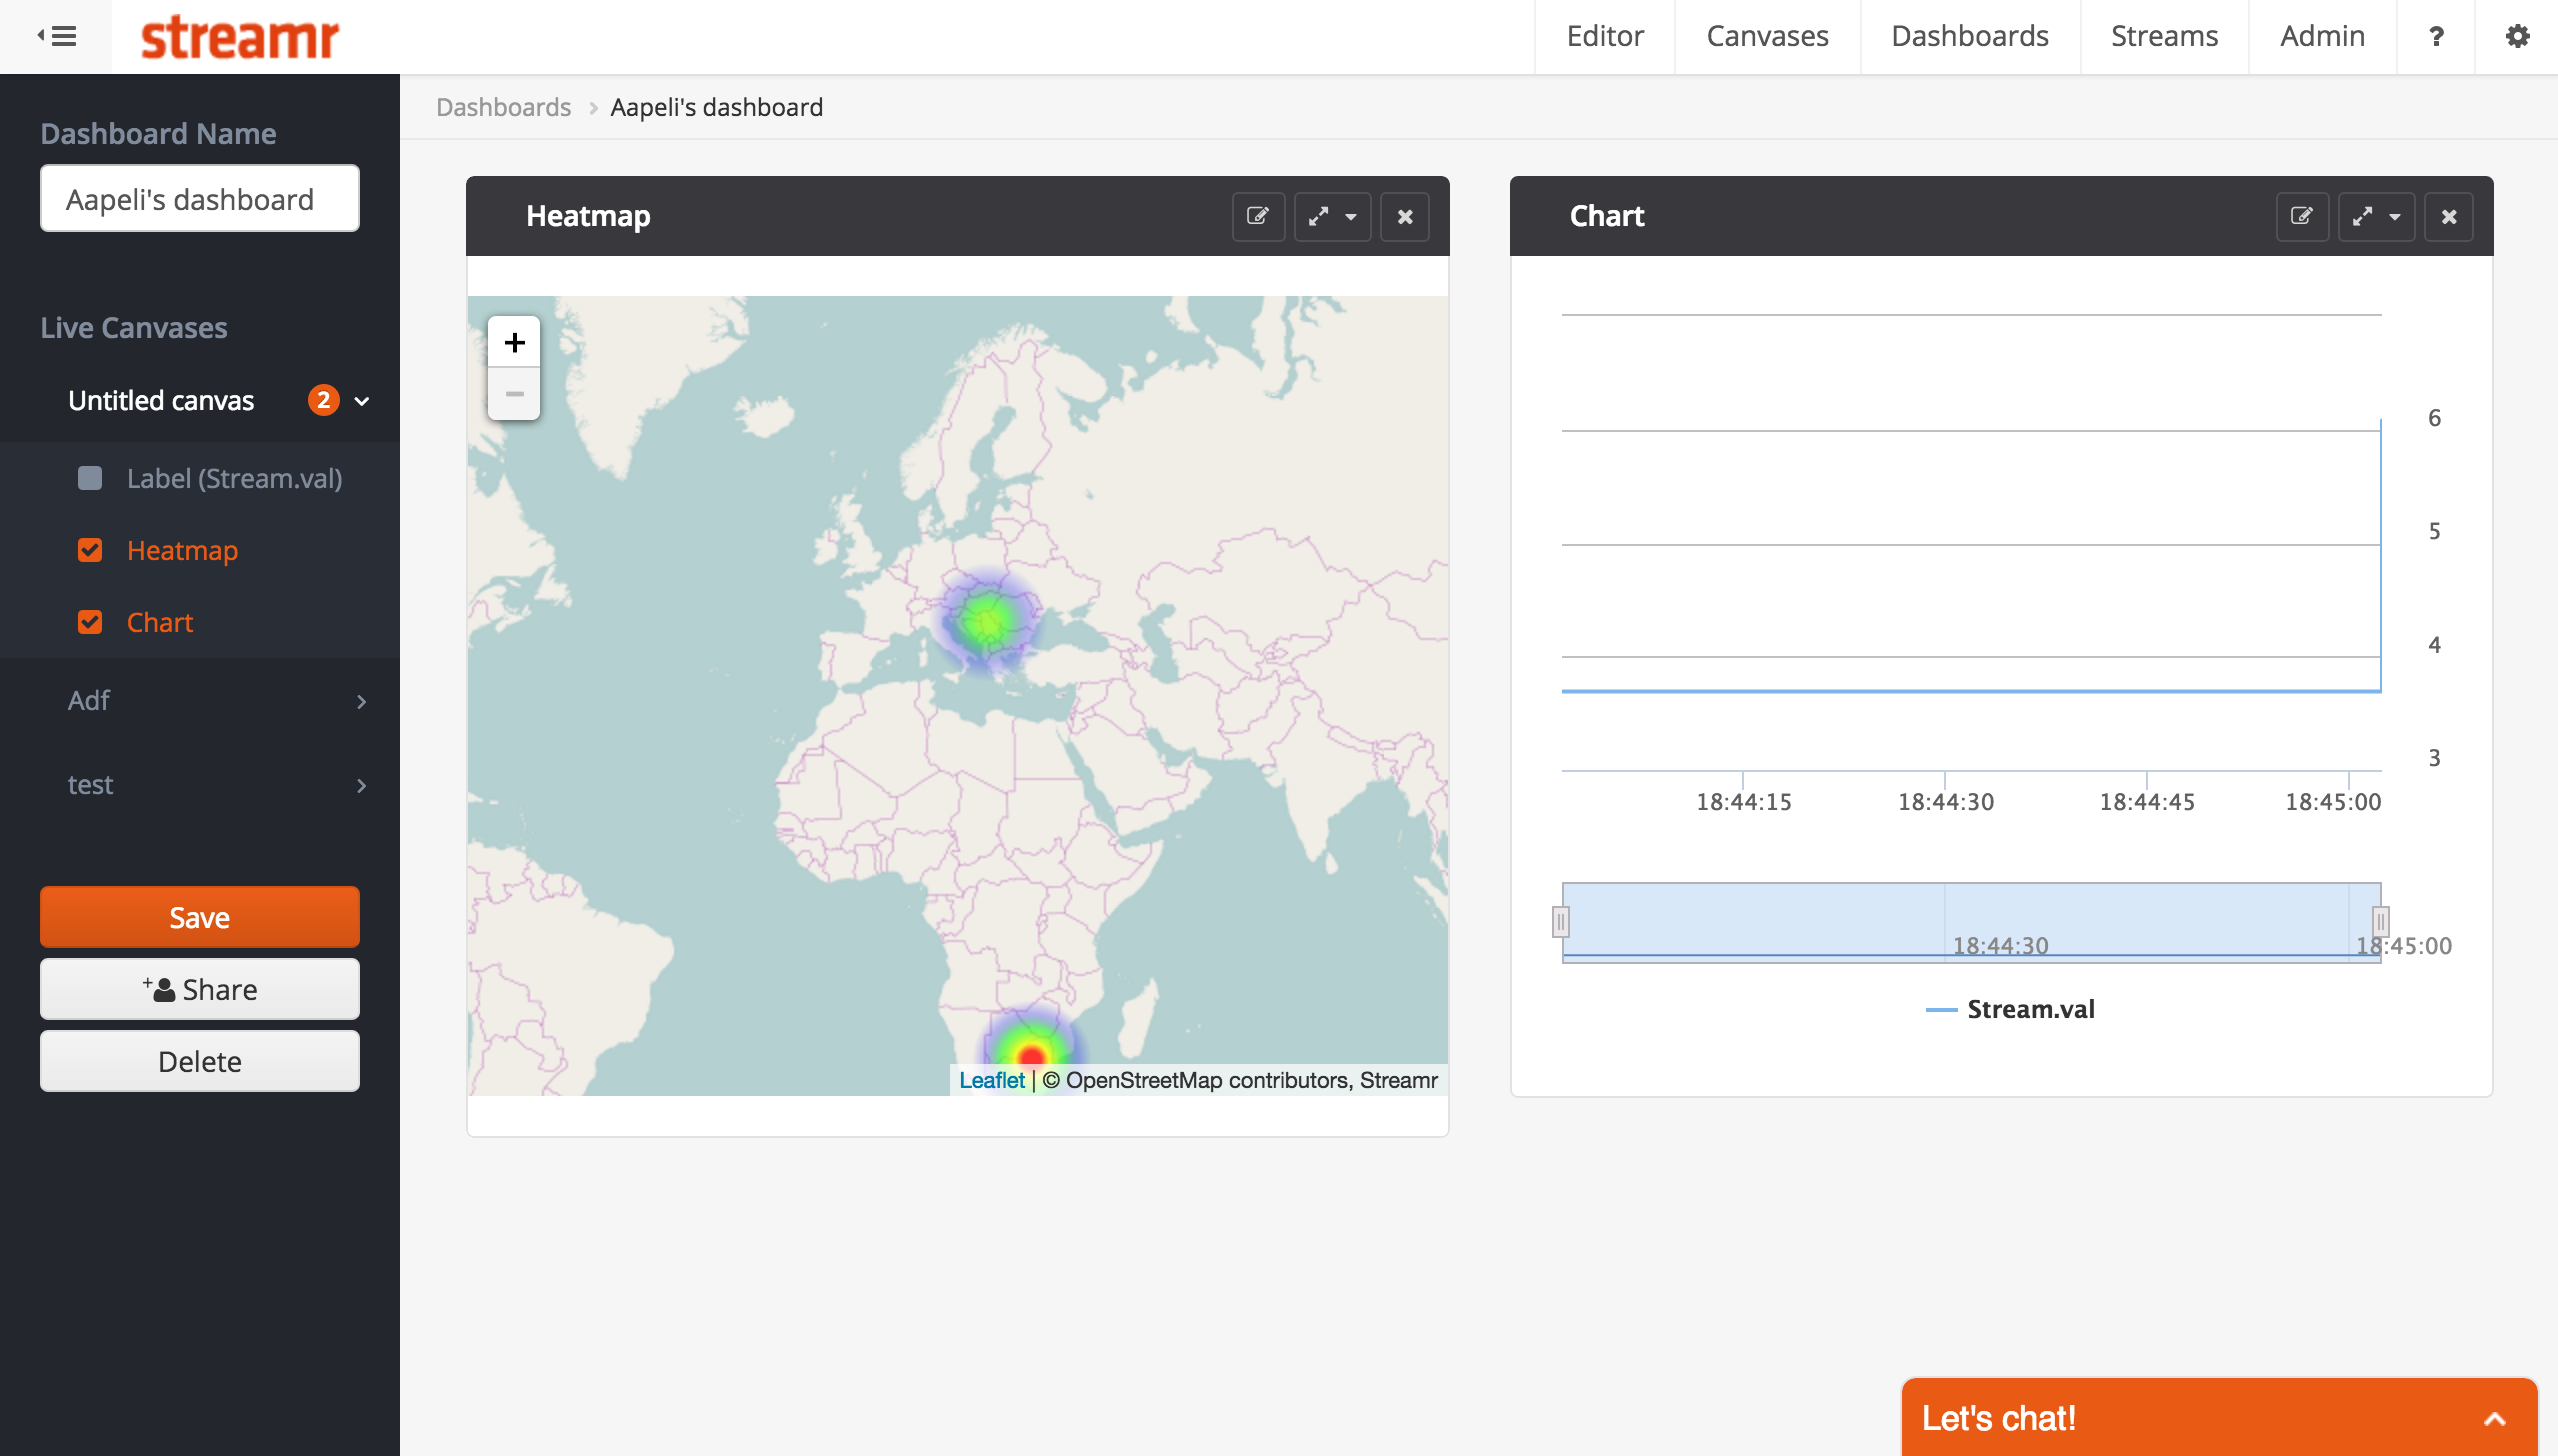 streamr
Editor
Canvases
Dashboards
Streams
Admin
?
Dashboards
Aapeli's dashboard
Dashboard Name
Aapeli's dashboard
Live Canvases
Untitled canvas 2
Label (Stream.val)
Heatmap
Chart
Adf
test
Save
Share
Delete
Heatmap
+
−
Leaflet | © OpenStreetMap contributors, Streamr
Chart
6
5
4
3
18:44:15 18:44:30 18:44:45 18:45:00
18:44:30 18:45:00
Stream.val
Let's chat!